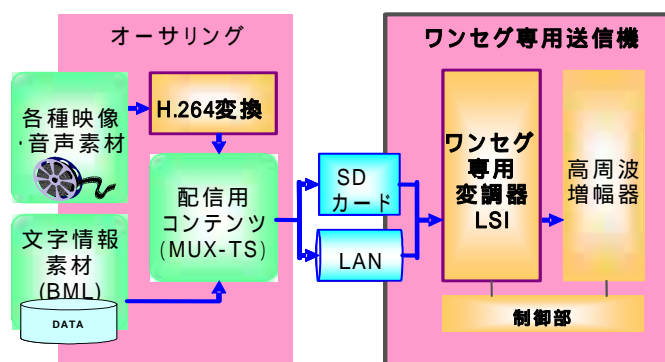 オーサリング
各種映像
・音声素材
H.264変換
配信用
コンテンツ
(MUX-TS)
文字情報
素材
(BML)
DATA
SD
カード
LAN
ワンセグ専用送信機
ワンセグ
専用
変調器
LSI
高周波
増幅器
制御部